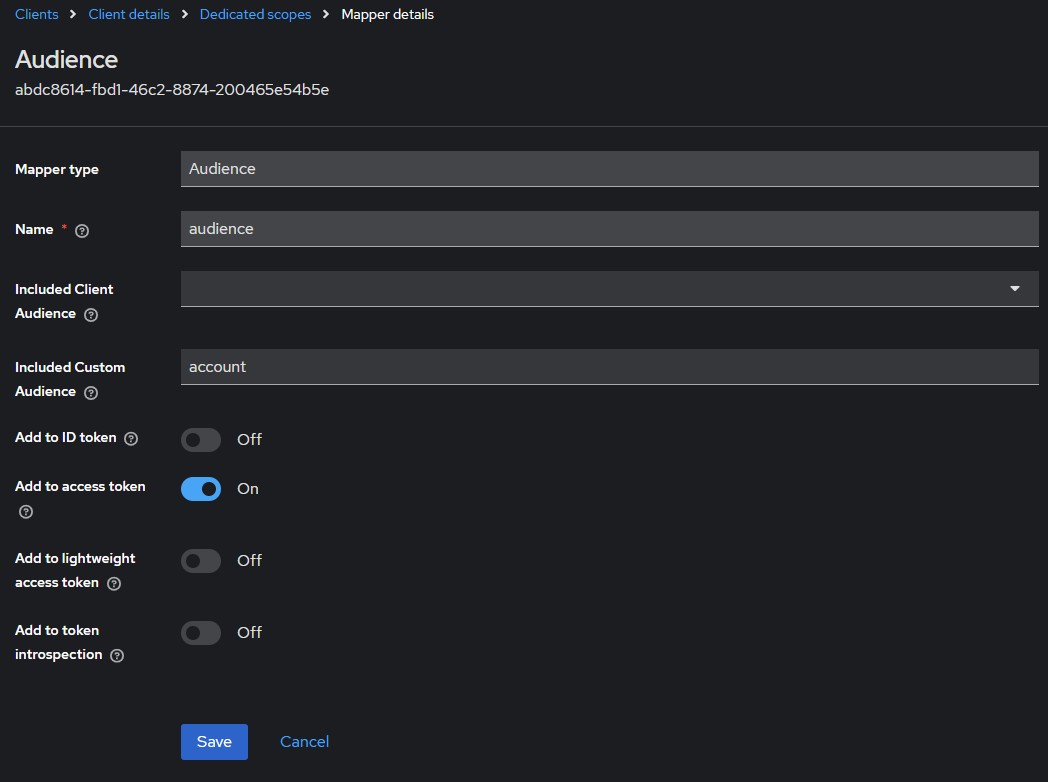 Clients > Client details > Dedicated scopes > Mapper details
Audience
abdc8614-fbd1-46c2-8874-200465e54b5e
Mapper type
Audience
Name *
audience
Included Client
Audience
Included Custom
Audience
account
Add to ID token
Off
Add to access token
On
Add to lightweight
access token
Off
Add to token
introspection
Off
Save
Cancel